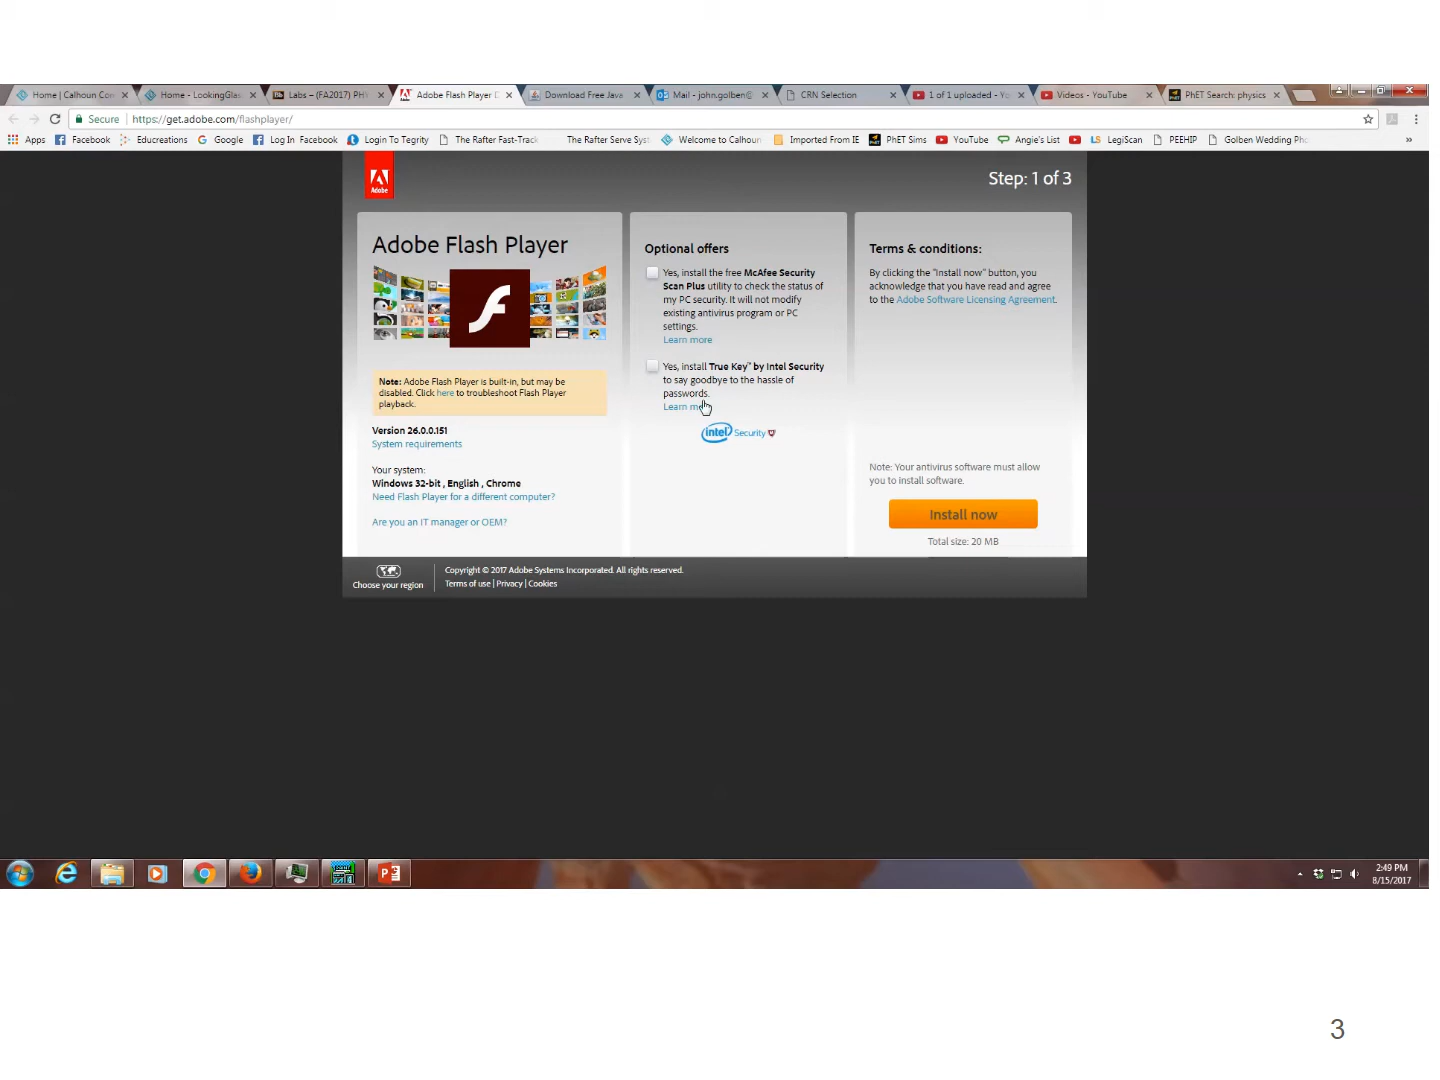 Home | Calhoun Con
Home - LookingGlas
Labs – (FA2017) PH
Adobe Flash Player D
Download Free Java
Mail - john.golben@
CRN Selection
1 of 1 uploaded - Yo
Videos - YouTube
PhET Search: physics
Secure
https://get.adobe.com/flashplayer/
Apps
Facebook
Educreations
Google
Log In Facebook
Login To Tegrity
The Rafter Fast-Track
The Rafter Serve Sys
Welcome to Calhoun
Imported From IE
PhET Sims
YouTube
Angie's List
LegiScan
PEEHIP
Golben Wedding Pho
»
Adobe
Step: 1 of 3
Adobe Flash Player
Note: Adobe Flash Player is built-in, but may be
disabled. Click here to troubleshoot Flash Player
playback.
Version 26.0.0.151
System requirements
Your system:
Windows 32-bit , English , Chrome
Need Flash Player for a different computer?
Are you an IT manager or OEM?
Optional offers
Yes, install the free McAfee Security
Scan Plus utility to check the status of
my PC security. It will not modify
existing antivirus program or PC
settings.
Learn more
Yes, install True Key™ by Intel Security
to say goodbye to the hassle of
passwords.
Learn
intel Security
Terms & conditions:
By clicking the "Install now" button, you
acknowledge that you have read and agree
to the Adobe Software Licensing Agreement.
Note: Your antivirus software must allow
you to install software.
Install now
Total size: 20 MB
Choose your region
Copyright © 2017 Adobe Systems Incorporated. All rights reserved.
Terms of use | Privacy | Cookies
2:49 PM
8/15/2017
3